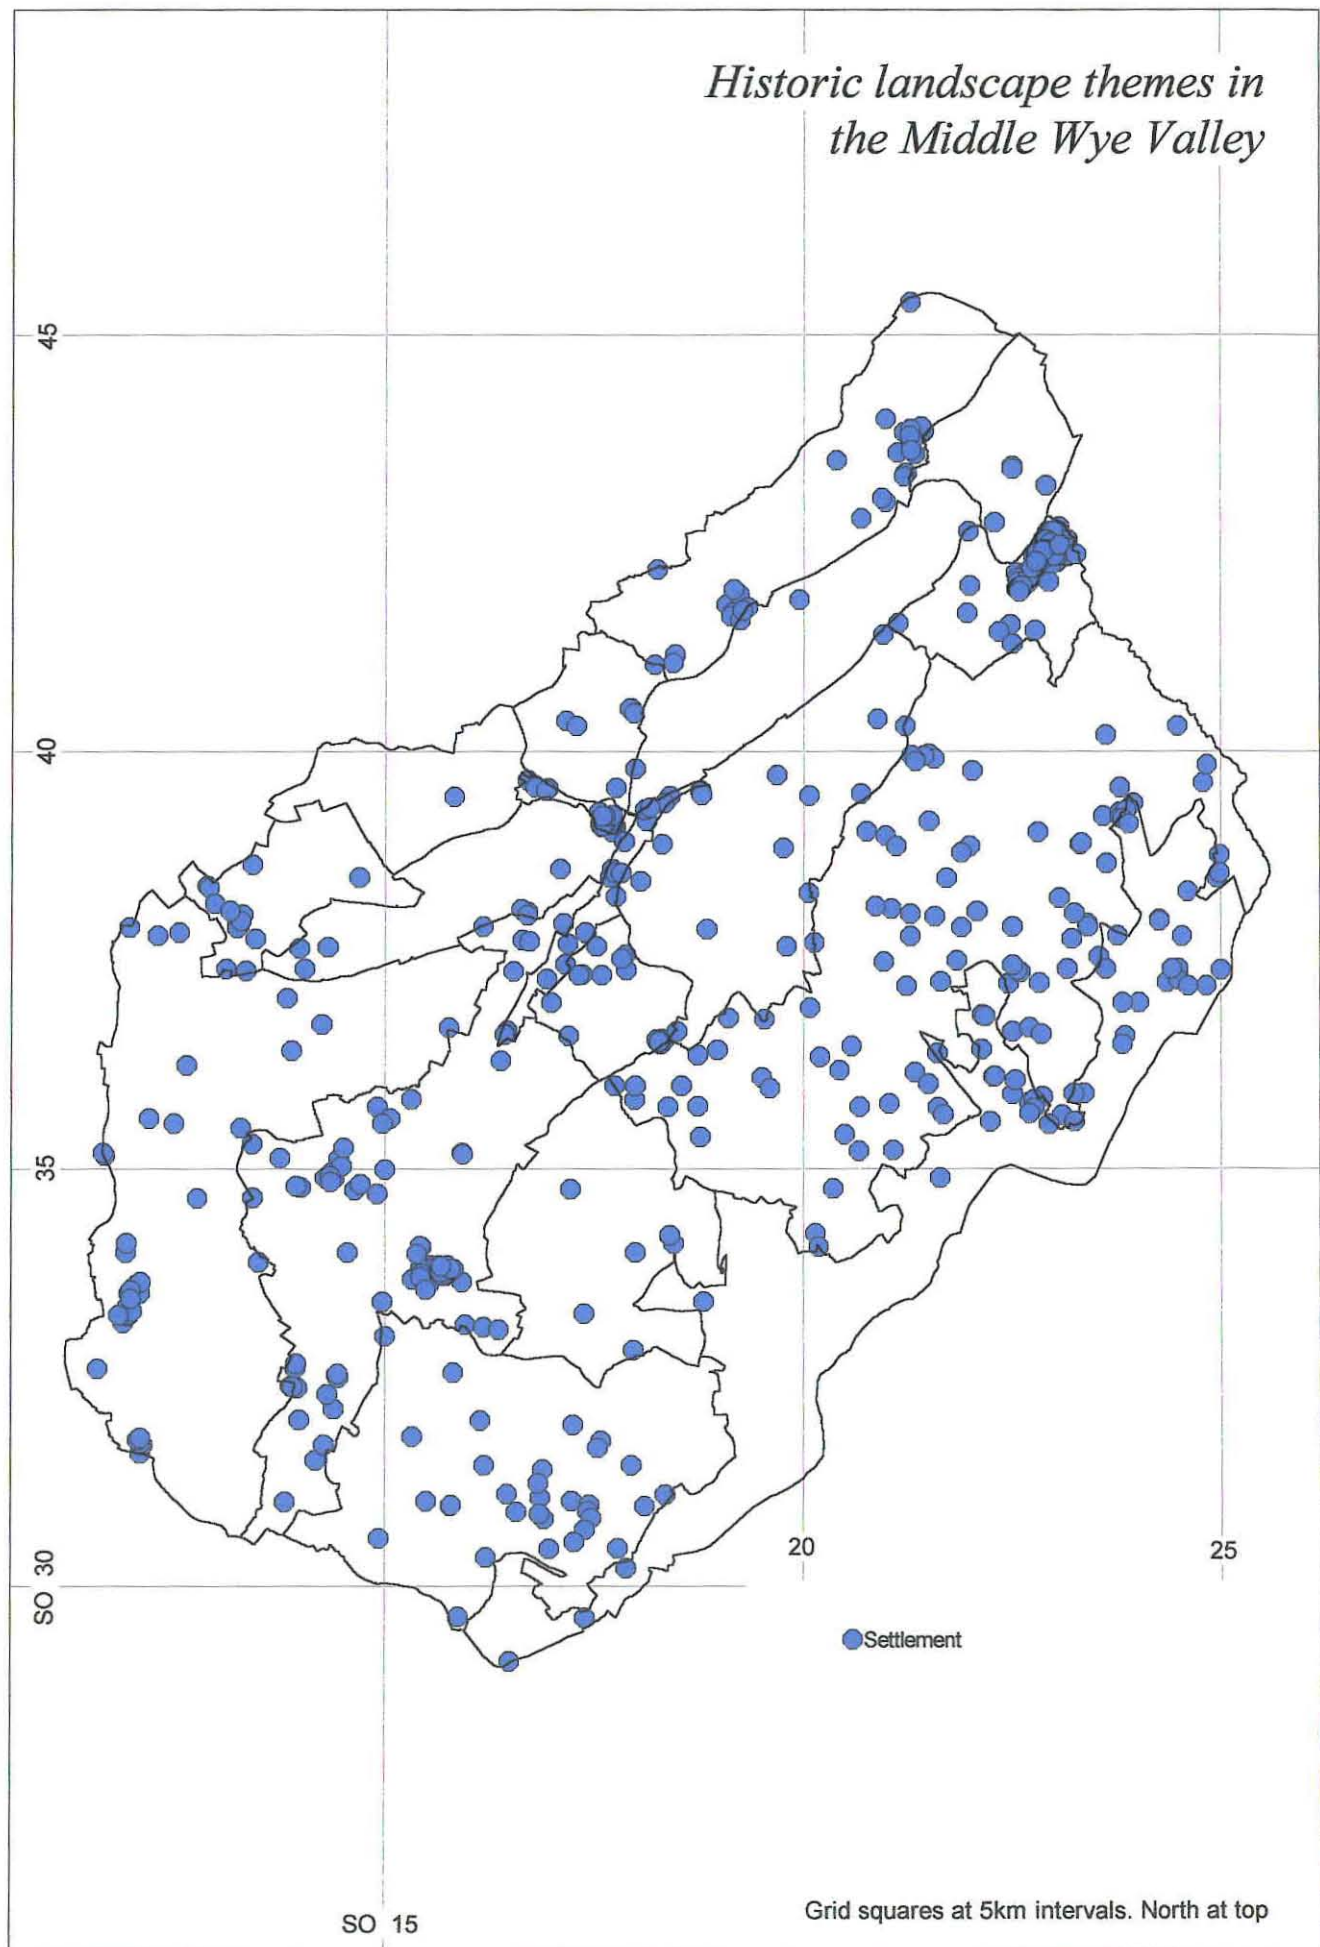 Historic landscape themes in
the Middle Wye Valley
45
40
35
20
25
SO 30
Settlement
Grid squares at 5km intervals. North at top
SO 15